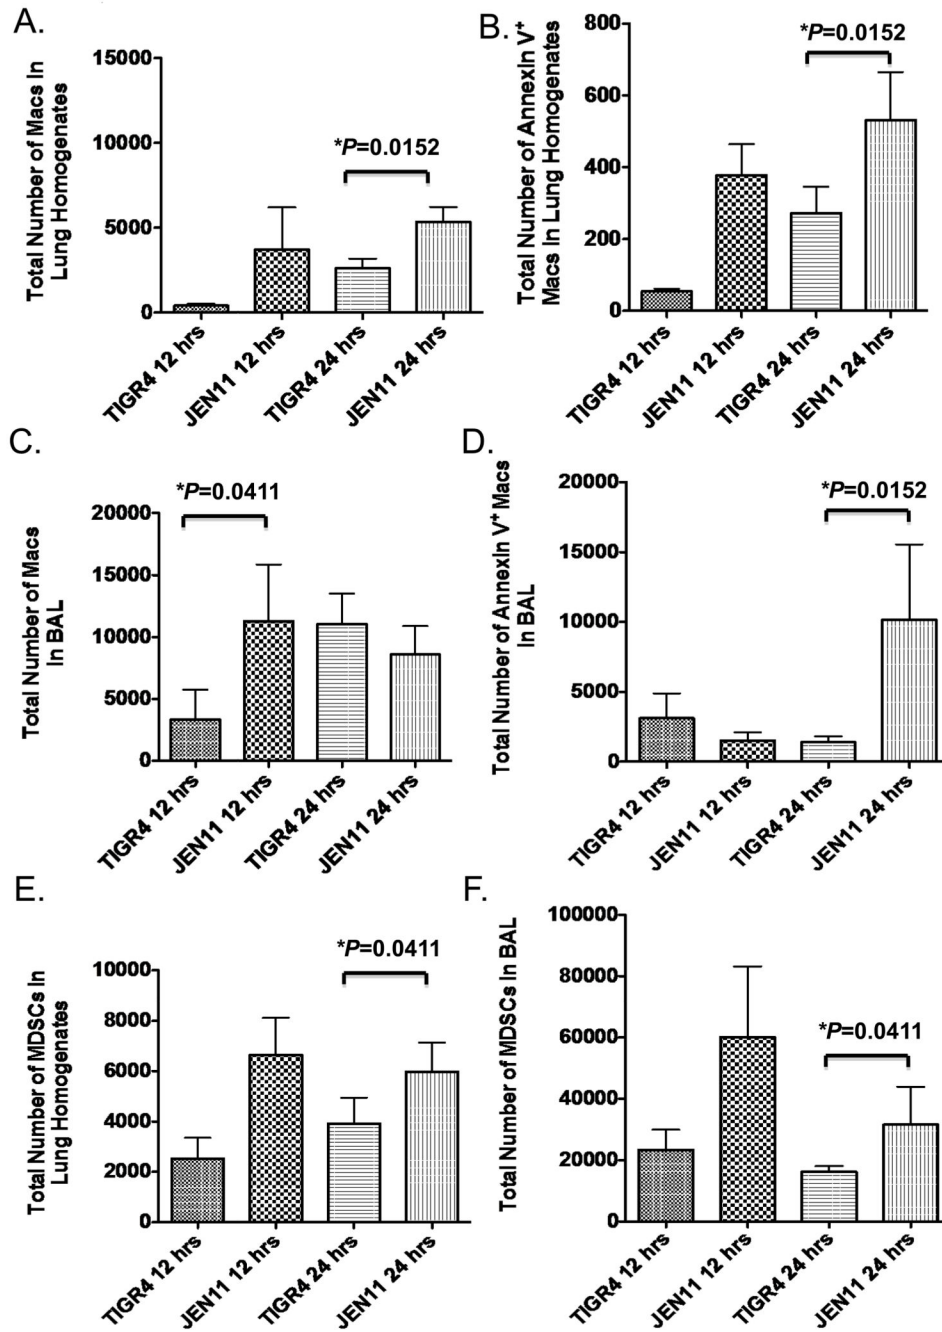 A.
Total Number of Macs In
Lung Homogenates
15000
10000
5000
0
*P=0.0152
TIGR4 12 hrs
JEN11 12 hrs
TIGR4 24 hrs
JEN11 24 hrs
B.
Total Number of Annexin V+
Macs In Lung Homogenates
800
600
400
200
0
*P=0.0152
TIGR4 12 hrs
JEN11 12 hrs
TIGR4 24 hrs
JEN11 24 hrs
C.
Total Number of Macs
In BAL
20000
15000
10000
5000
0
*P=0.0411
TIGR4 12 hrs
JEN11 12 hrs
TIGR4 24 hrs
JEN11 24 hrs
D.
Total Number of Annexin V+ Macs
In BAL
20000
15000
10000
5000
0
*P=0.0152
TIGR4 12 hrs
JEN11 12 hrs
TIGR4 24 hrs
JEN11 24 hrs
E.
Total Number of MDSCs In
Lung Homogenates
10000
8000
6000
4000
2000
0
*P=0.0411
TIGR4 12 hrs
JEN11 12 hrs
TIGR4 24 hrs
JEN11 24 hrs
F.
Total Number of MDSCs In BAL
100000
80000
60000
40000
20000
0
*P=0.0411
TIGR4 12 hrs
JEN11 12 hrs
TIGR4 24 hrs
JEN11 24 hrs